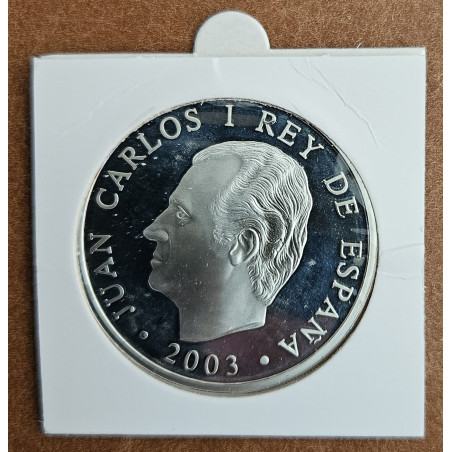 JUAN CARLOS I REY DE ESPAÑA
· 2003 ·